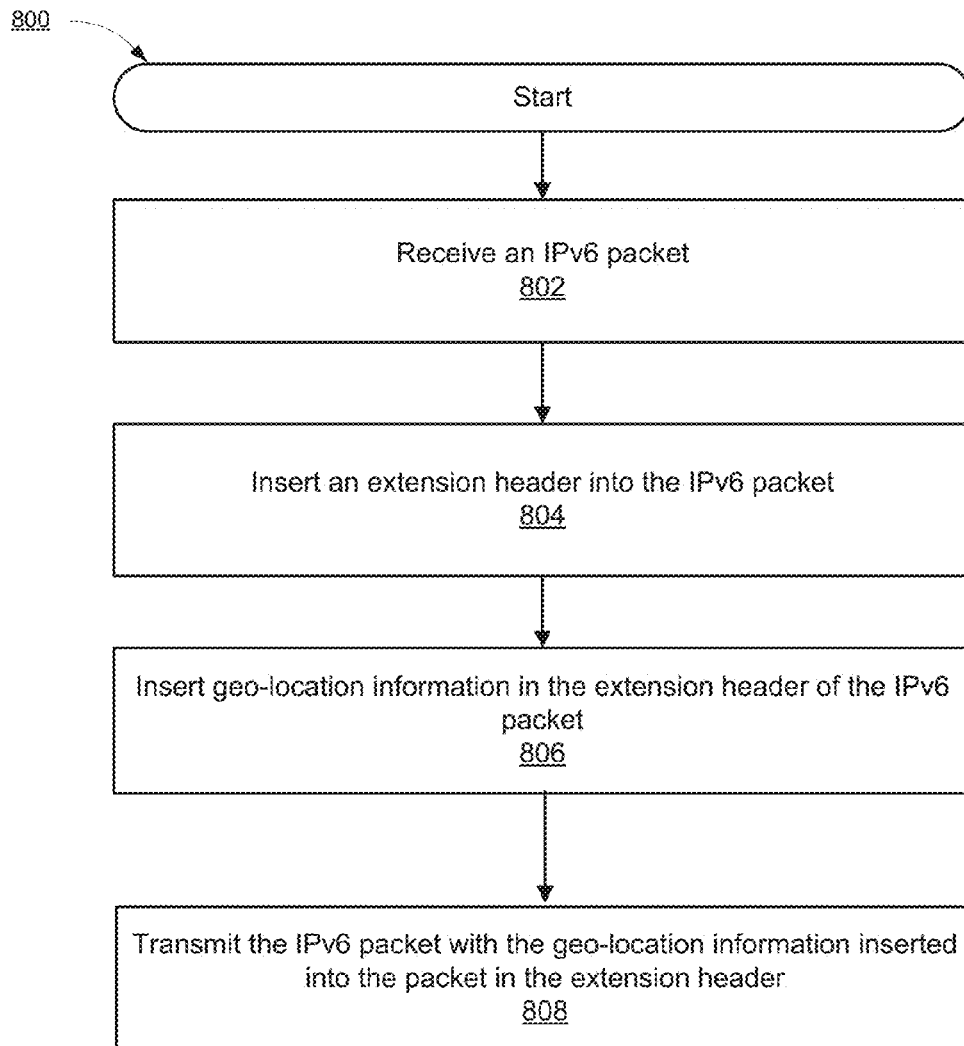 800
Start
Receive an IPv6 packet
802
Insert an extension header into the IPv6 packet
804
Insert geo-location information in the extension header of the IPv6
packet
806
Transmit the IPv6 packet with the geo-location information inserted
into the packet in the extension header
808